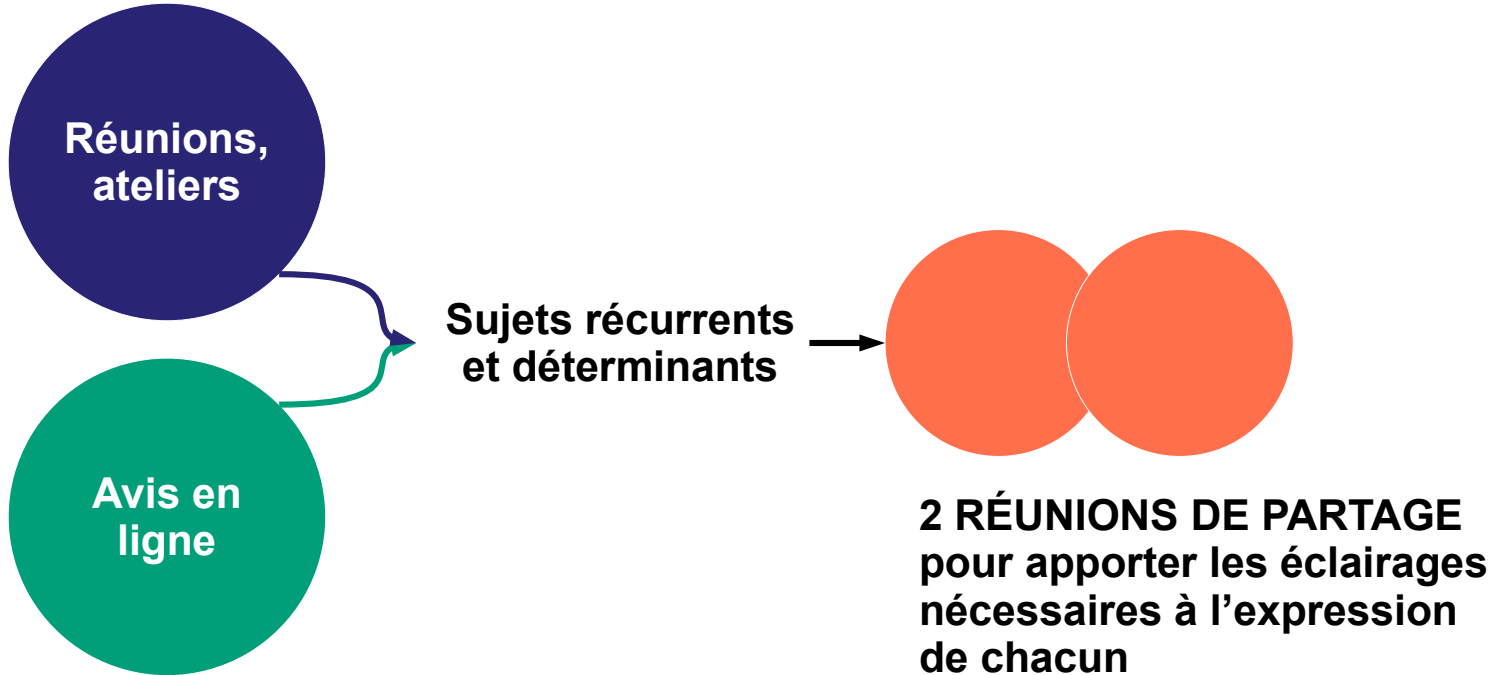 Réunions,
ateliers
Avis en
ligne
Sujets récurrents
et déterminants
2 RÉUNIONS DE PARTAGE
pour apporter les éclairages
nécessaires à l’expression
de chacun